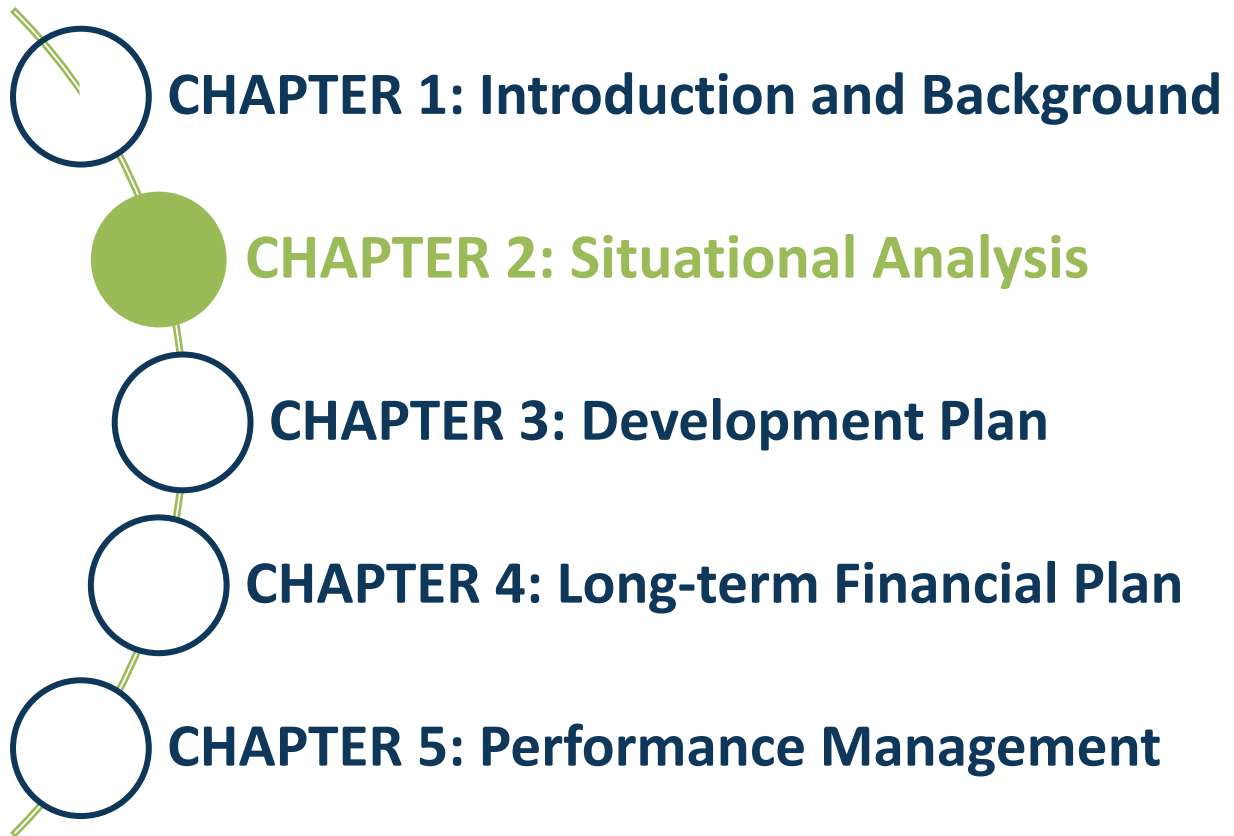 CHAPTER 1: Introduction and Background
CHAPTER 2: Situational Analysis
CHAPTER 3: Development Plan
CHAPTER 4: Long-term Financial Plan
CHAPTER 5: Performance Management